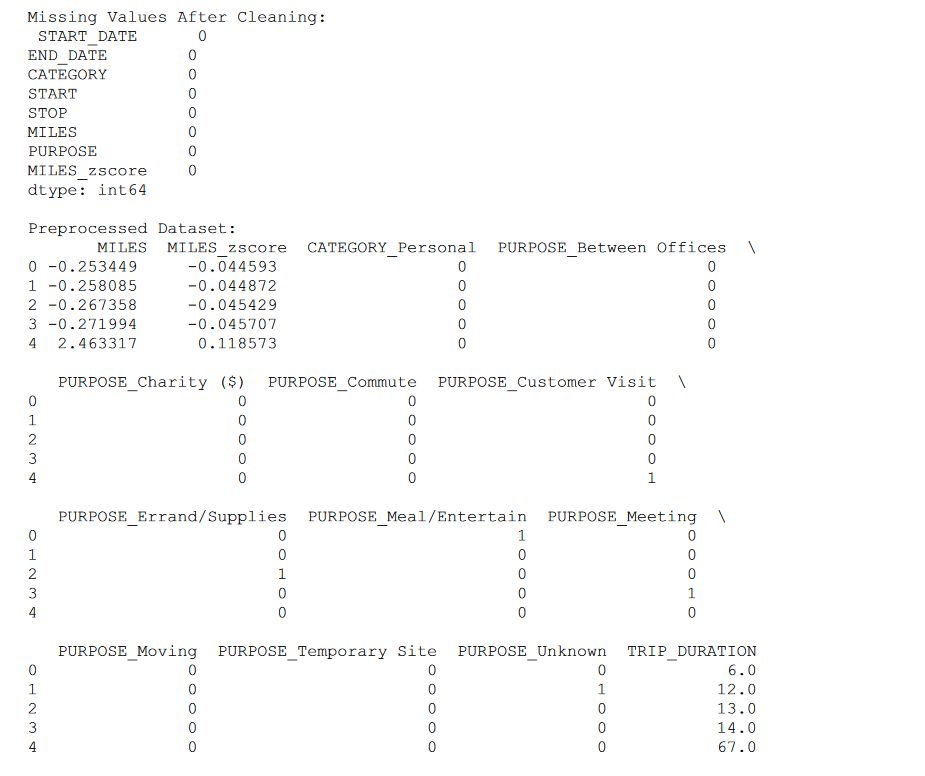 Missing Values After Cleaning:
 START_DATE      0
END_DATE        0
CATEGORY        0
START           0
STOP            0
MILES           0
PURPOSE         0
MILES_zscore    0
dtype: int64

Preprocessed Dataset:
       MILES  MILES_zscore  CATEGORY_Personal  PURPOSE_Between Offices  \
0 -0.253449     -0.044593                  0                        0
1 -0.258085     -0.044872                  0                        0
2 -0.267358     -0.045429                  0                        0
3 -0.271994     -0.045707                  0                        0
4  2.463317      0.118573                  0                        0

   PURPOSE_Charity ($)  PURPOSE_Commute  PURPOSE_Customer Visit  \
0                    0                0                       0
1                    0                0                       0
2                    0                0                       0
3                    0                0                       0
4                    0                0                       1

   PURPOSE_Errand/Supplies  PURPOSE_Meal/Entertain  PURPOSE_Meeting  \
0                        0                       1                0
1                        0                       0                0
2                        1                       0                0
3                        0                       0                1
4                        0                       0                0

   PURPOSE_Moving  PURPOSE_Temporary Site  PURPOSE_Unknown  TRIP_DURATION
0               0                       0                0            6.0
1               0                       0                1           12.0
2               0                       0                0           13.0
3               0                       0                0           14.0
4               0                       0                0           67.0